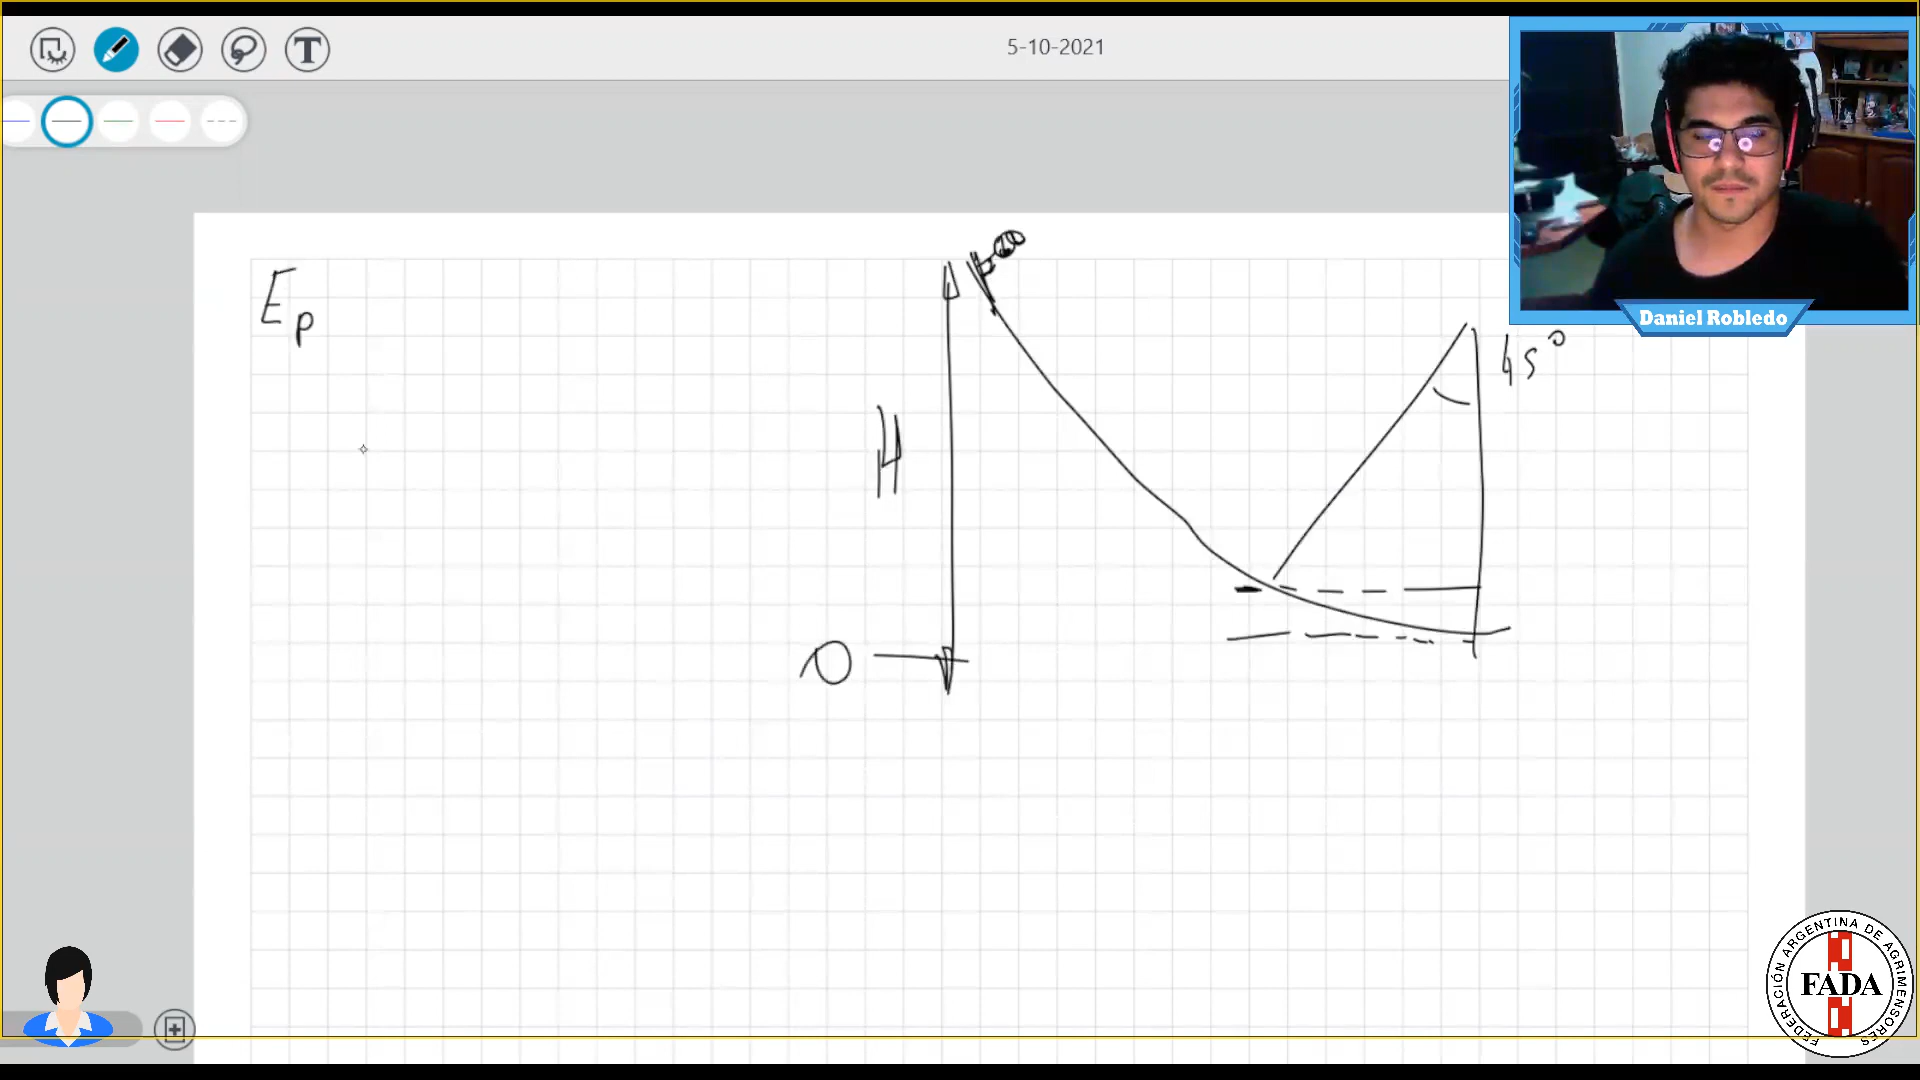 5-10-2021
Daniel Robledo
Ep
45°
H
0
FEDERACIÓN ARGENTINA DE AGRIMENSORES
FADA